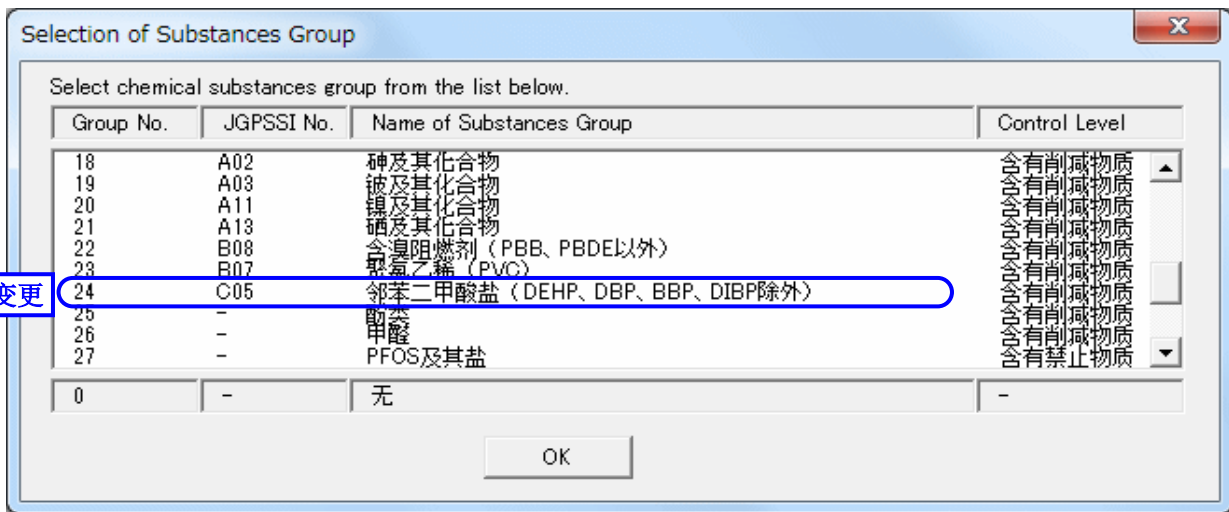 Selection of Substances Group
Select chemical substances group from the list below.
Group No. JGPSSI No. Name of Substances Group Control Level
18 A02 砷及其化合物 含有削减物质
19 A03 铍及其化合物 含有削减物质
20 A11 镍及其化合物 含有削减物质
21 A13 硒及其化合物 含有削减物质
22 B08 含溴阻燃剂（PBB、PBDE以外） 含有削减物质
23 B07 聚氯乙稀（PVC） 含有削减物质
变更 24 C05 邻苯二甲酸盐（DEHP、DBP、BBP、DIBP除外） 含有削减物质
25 - 酚类 含有削减物质
26 - 甲醛 含有削减物质
27 - PFOS及其盐 含有禁止物质
0 - 无 -
OK